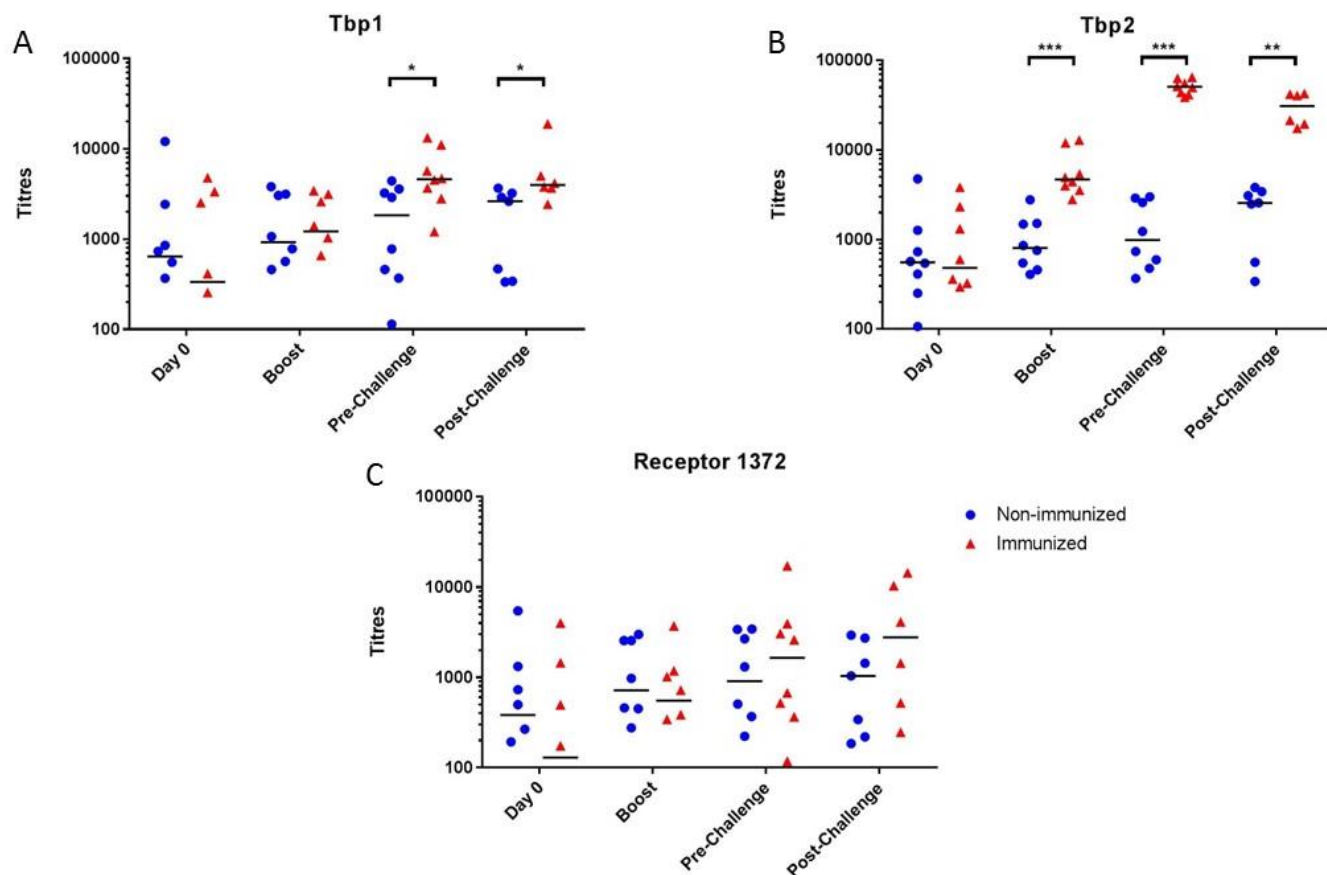 A
Tbp1
Titres
100000
10000
1000
100
*
*
Day 0
Boost
Pre-Challenge
Post-Challenge
B
Tbp2
Titres
100000
10000
1000
100
***
***
**
Day 0
Boost
Pre-Challenge
Post-Challenge
C
Receptor 1372
Titres
100000
10000
1000
100
Day 0
Boost
Pre-Challenge
Post-Challenge
Non-immunized
Immunized